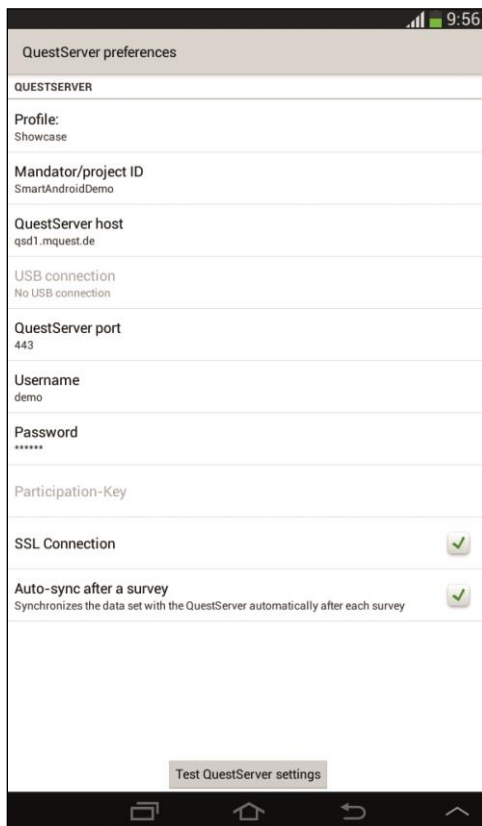 9:56
QuestServer preferences
QUESTSERVER
Profile:
Showcase
Mandator/project ID
SmartAndroidDemo
QuestServer host
qsd1.mquest.de
USB connection
No USB connection
QuestServer port
443
Username
demo
Password
******
Participation-Key
SSL Connection
Auto-sync after a survey
Synchronizes the data set with the QuestServer automatically after each survey
Test QuestServer settings